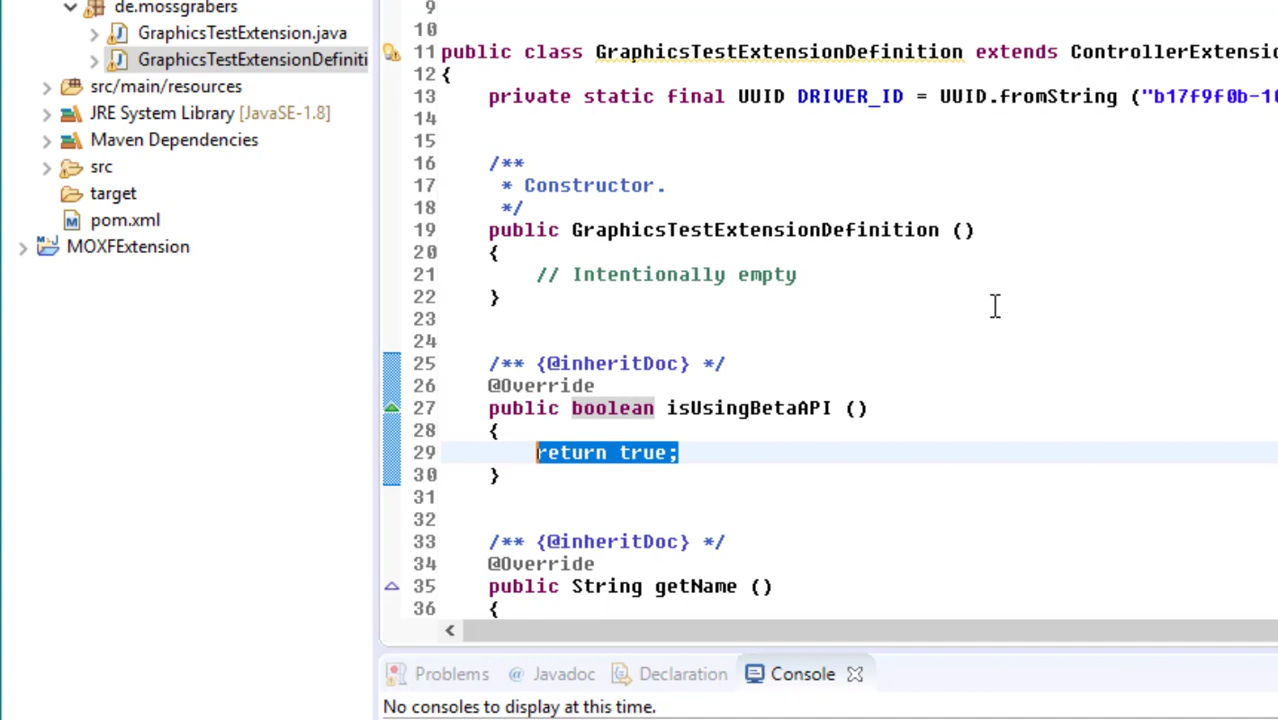 de.mossgrabers
GraphicsTestExtension.java
GraphicsTestExtensionDefiniti
src/main/resources
JRE System Library [JavaSE-1.8]
Maven Dependencies
src
target
pom.xml
MOXFExtension
9
10
11 public class GraphicsTestExtensionDefinition extends ControllerExtensio
12 {
13 private static final UUID DRIVER_ID = UUID.fromString ("b17f9f0b-10
14
15
16 /**
17 * Constructor.
18 */
19 public GraphicsTestExtensionDefinition ()
20 {
21 // Intentionally empty
22 }
23
24
25 /** {@inheritDoc} */
26 @Override
27 public boolean isUsingBetaAPI ()
28 {
29 return true;
30 }
31
32
33 /** {@inheritDoc} */
34 @Override
35 public String getName ()
36 {
Problems @ Javadoc Declaration Console
No consoles to display at this time.